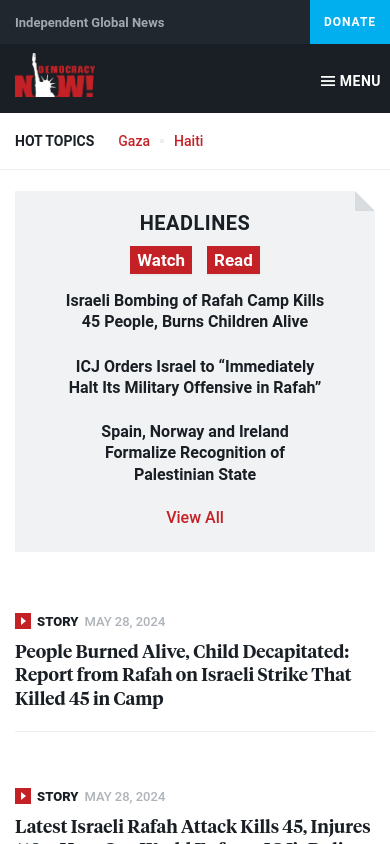 Independent Global News
DONATE
DEMOCRACY
NOW!
MENU
HOT TOPICS
Gaza
Haiti
HEADLINES
Watch
Read
Israeli Bombing of Rafah Camp Kills
45 People, Burns Children Alive
ICJ Orders Israel to “Immediately
Halt Its Military Offensive in Rafah”
Spain, Norway and Ireland
Formalize Recognition of
Palestinian State
View All
STORY MAY 28, 2024
People Burned Alive, Child Decapitated:
Report from Rafah on Israeli Strike That
Killed 45 in Camp
STORY MAY 28, 2024
Latest Israeli Rafah Attack Kills 45, Injures